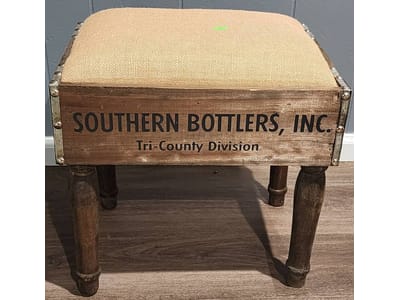 SOUTHERN BOTTLERS, INC.
Tri-County Division